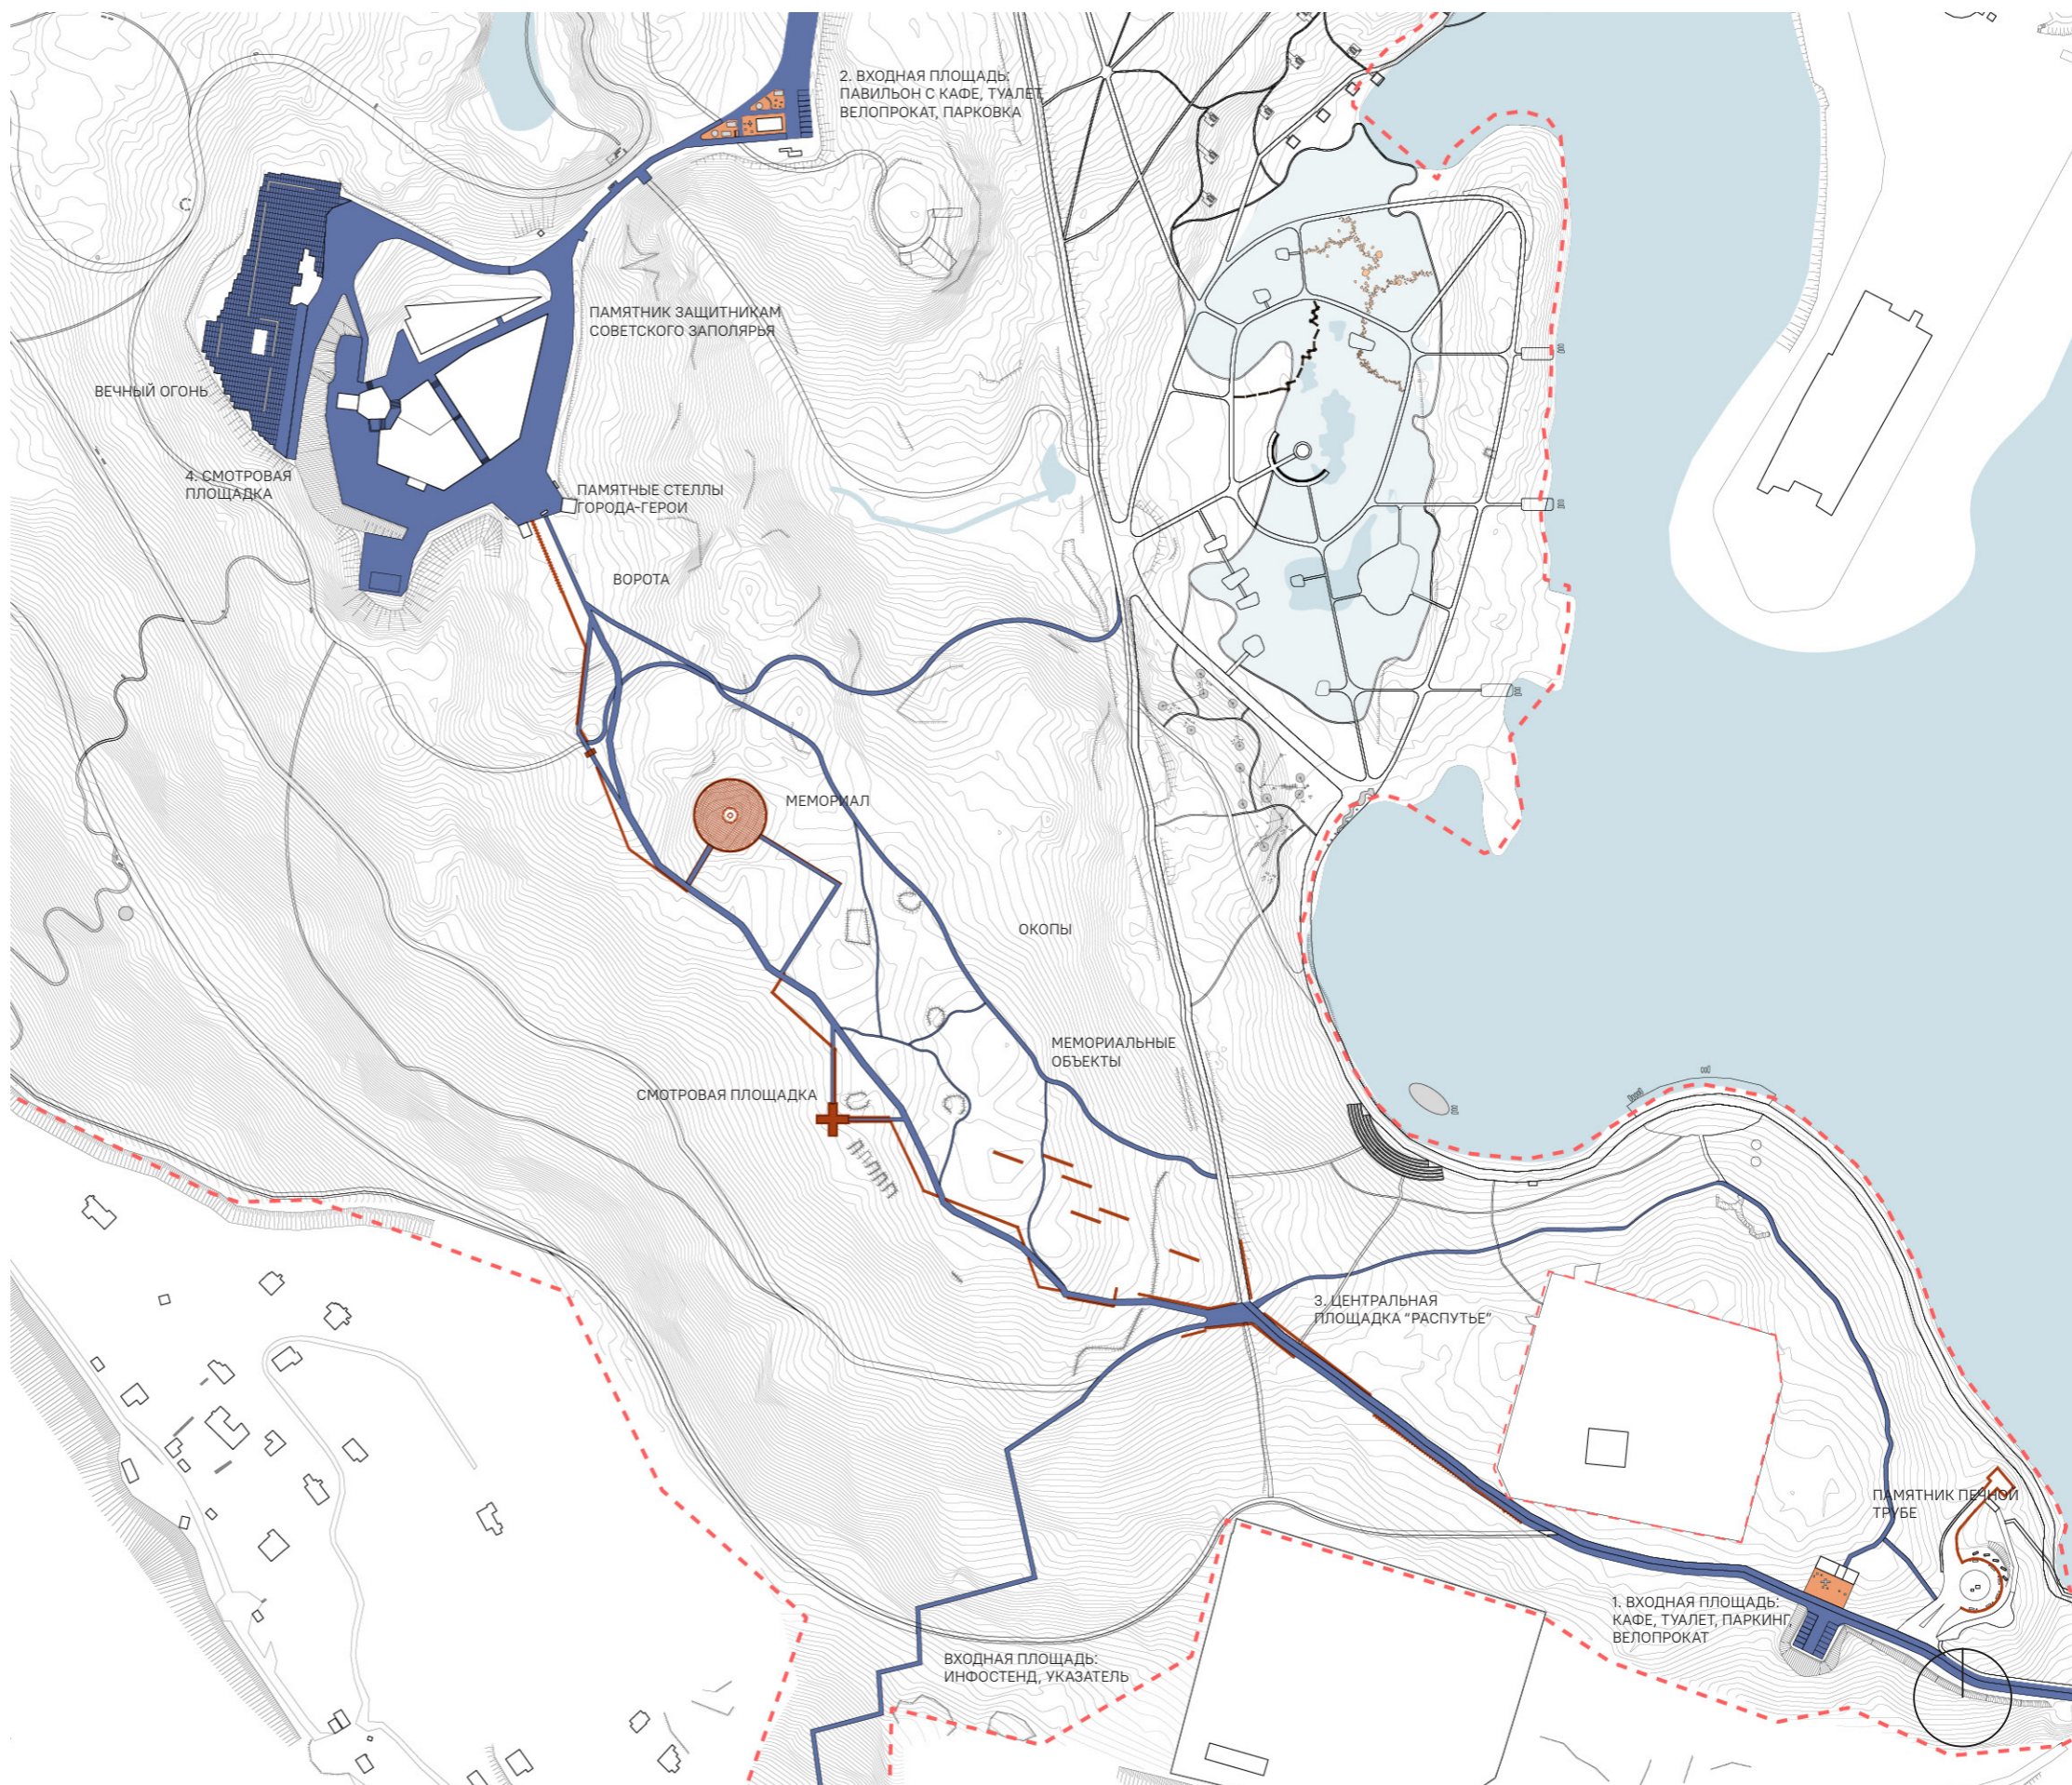 2. ВХОДНАЯ ПЛОЩАДЬ:
ПАВИЛЬОН С КАФЕ, ТУАЛЕТ,
ВЕЛОПРОКАТ, ПАРКОВКА
ПАМЯТНИК ЗАЩИТНИКАМ
СОВЕТСКОГО ЗАПОЛЯРЬЯ
ВЕЧНЫЙ ОГОНЬ
4. СМОТРОВАЯ
ПЛОЩАДКА
ПАМЯТНЫЕ СТЕЛЛЫ
ГОРОДА-ГЕРОИ
ВОРОТА
МЕМОРИАЛ
ОКОПЫ
МЕМОРИАЛЬНЫЕ
ОБЪЕКТЫ
СМОТРОВАЯ ПЛОЩАДКА
3. ЦЕНТРАЛЬНАЯ
ПЛОЩАДКА "РАСПУТЬЕ"
ПАМЯТНИК ПЕЧНОЙ
ТРУБЕ
1. ВХОДНАЯ ПЛОЩАДЬ:
КАФЕ, ТУАЛЕТ, ПАРКИНГ,
ВЕЛОПРОКАТ
ВХОДНАЯ ПЛОЩАДЬ:
ИНФОСТЕНД, УКАЗАТЕЛЬ